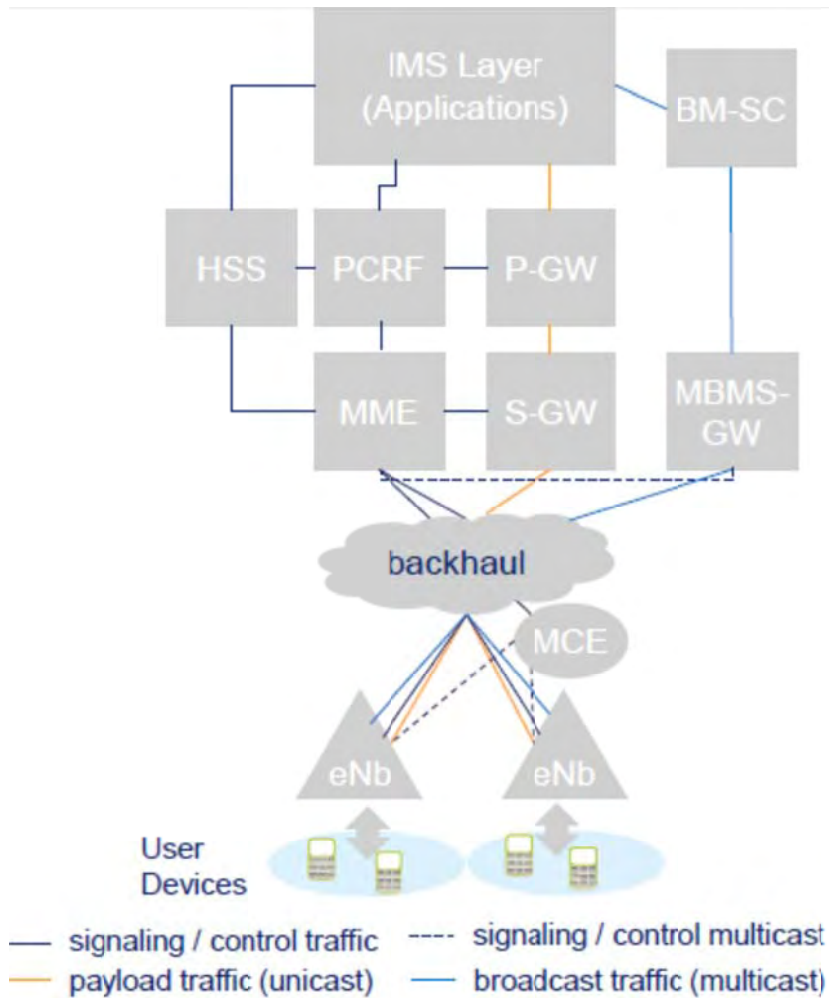 IMS Layer
(Applications)
BM-SC
HSS
PCRF
P-GW
MME
S-GW
MBMS-
GW
backhaul
MCE
eNb
eNb
User
Devices
signaling / control traffic
signaling / control multicast
payload traffic (unicast)
broadcast traffic (multicast)